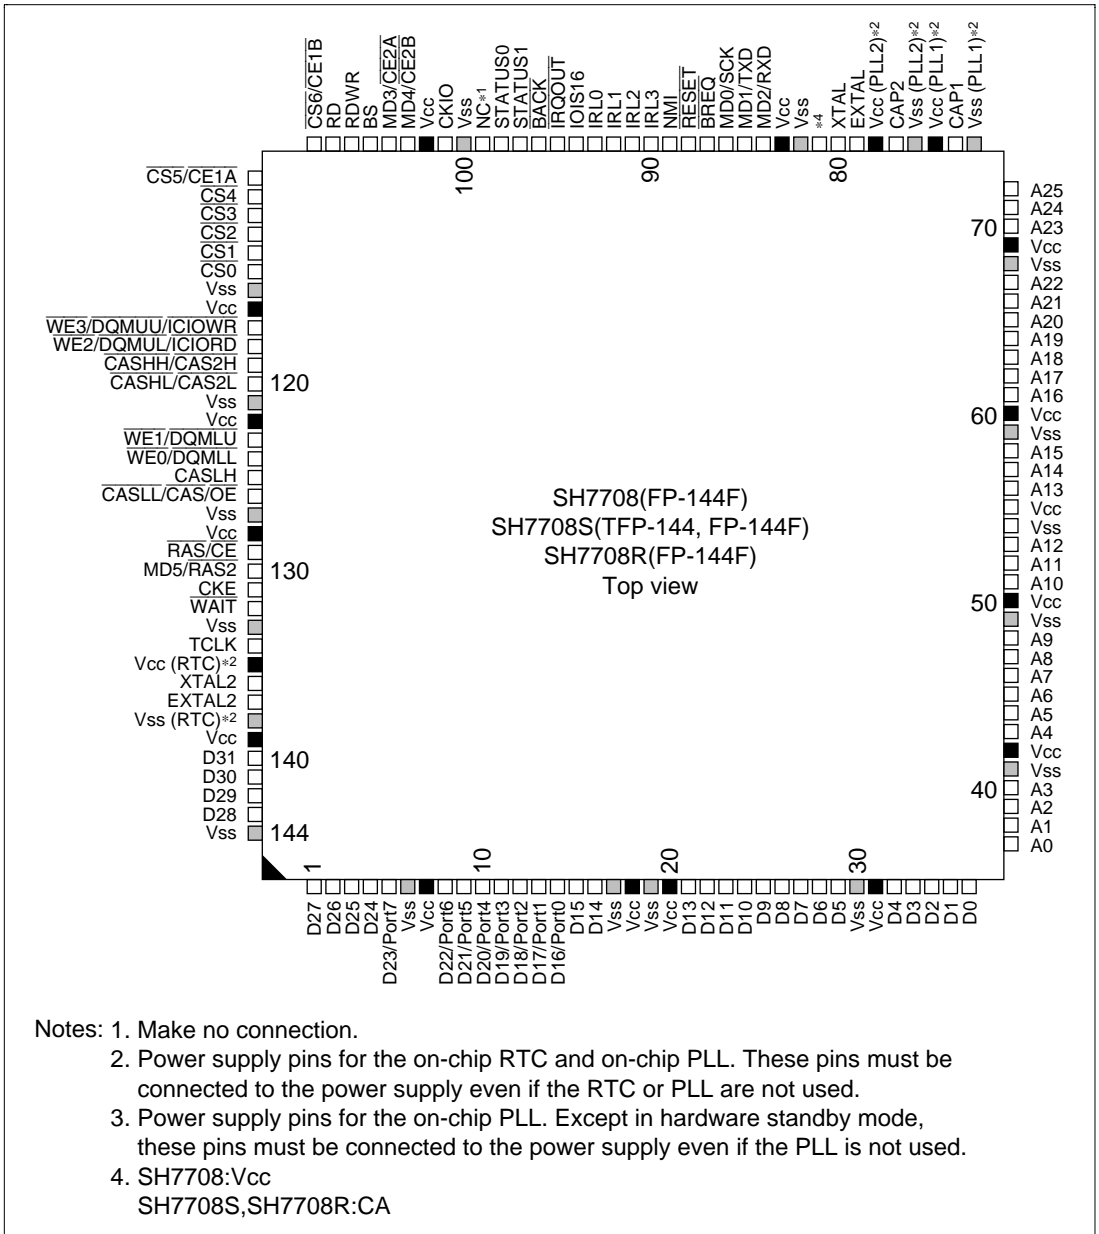 CS6/CE1B
RD
RDWR
BS
MD3/CE2A
MD4/CE2B
Vcc
CKIO
Vss
NC*1
STATUS0
STATUS1
BACK
IRQOUT
IOIS16
IRL0
IRL1
IRL2
IRL3
NMI
RESET
BREQ
MD0/SCK
MD1/TXD
MD2/RXD
Vcc
Vss
*4
XTAL
EXTAL
Vcc (PLL2)*2
CAP2
Vss (PLL2)*2
Vcc (PLL1)*2
CAP1
Vss (PLL1)*2
100
90
80
CS5/CE1A
CS4
CS3
CS2
CS1
CS0
Vss
Vcc
WE3/DQMUU/ICIOWR
WE2/DQMUL/ICIORD
CASHH/CAS2H
CASHL/CAS2L
120
Vss
Vcc
WE1/DQMLU
WE0/DQMLL
CASLH
CASLL/CAS/OE
Vss
Vcc
RAS/CE
MD5/RAS2
130
CKE
WAIT
Vss
TCLK
Vcc (RTC)*2
XTAL2
EXTAL2
Vss (RTC)*2
Vcc
D31
140
D30
D29
D28
Vss
144
SH7708(FP-144F)
SH7708S(TFP-144, FP-144F)
SH7708R(FP-144F)
Top view
A25
A24
70
A23
Vcc
Vss
A22
A21
A20
A19
A18
A17
A16
60
Vcc
Vss
A15
A14
A13
Vcc
Vss
A12
A11
A10
50
Vcc
Vss
A9
A8
A7
A6
A5
A4
Vcc
Vss
40
A3
A2
A1
A0
1
10
20
30
D27
D26
D25
D24
D23/Port7
Vss
Vcc
D22/Port6
D21/Port5
D20/Port4
D19/Port3
D18/Port2
D17/Port1
D16/Port0
D15
D14
Vss
Vcc
Vss
Vcc
D13
D12
D11
D10
D9
D8
D7
D6
D5
Vss
Vcc
D4
D3
D2
D1
D0
Notes: 1. Make no connection.
2. Power supply pins for the on-chip RTC and on-chip PLL. These pins must be
connected to the power supply even if the RTC or PLL are not used.
3. Power supply pins for the on-chip PLL. Except in hardware standby mode,
these pins must be connected to the power supply even if the PLL is not used.
4. SH7708:Vcc
SH7708S,SH7708R:CA